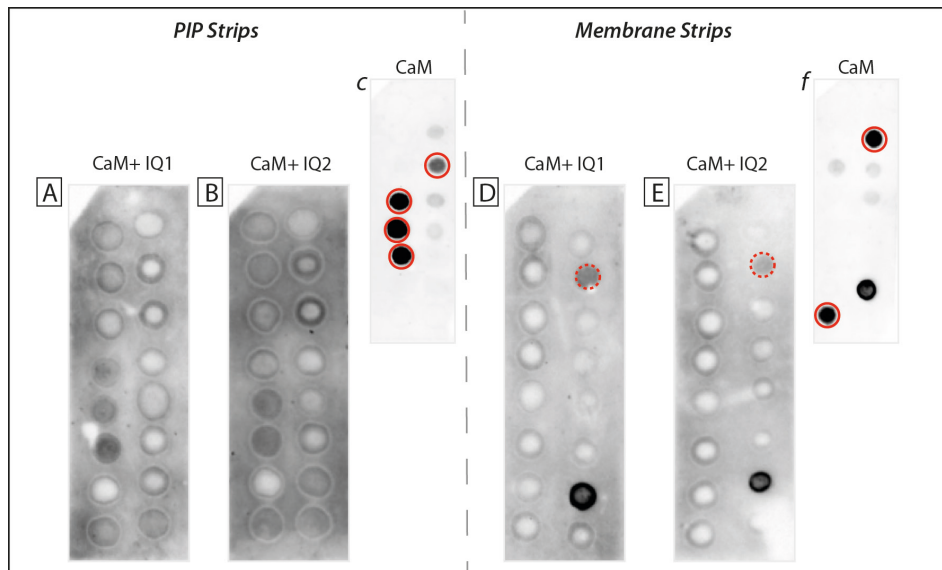 PIP Strips
Membrane Strips
c
CaM
f
CaM
A
CaM+ IQ1
B
CaM+ IQ2
D
CaM+ IQ1
E
CaM+ IQ2